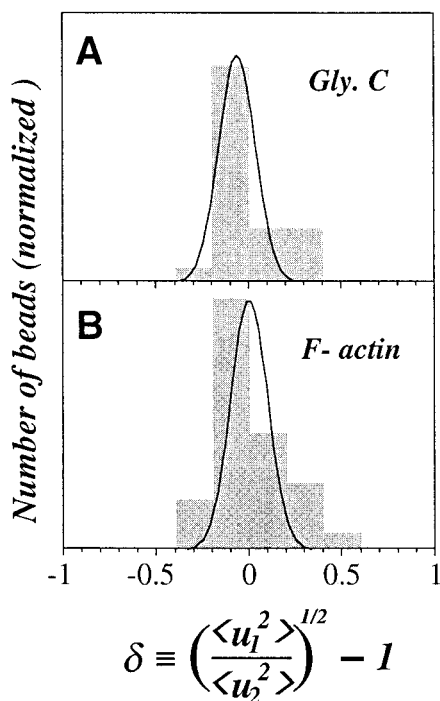 Number of beads (normalized)
A
Gly. C
B
F- actin
-1 -0.5 0 0.5 1
δ ≡ (<u₁²>/<u₂²>)^1/2 − 1